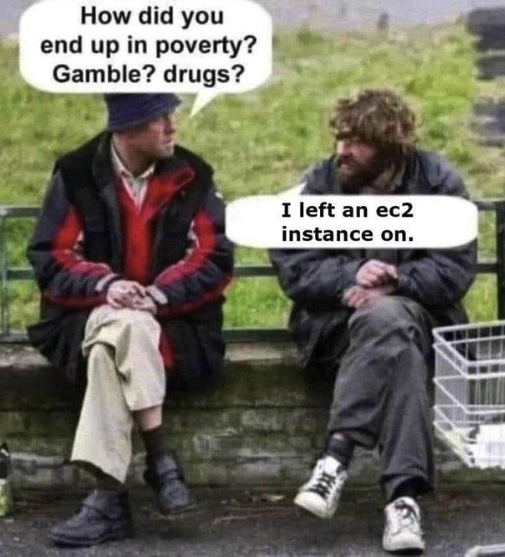 How did you
end up in poverty?
Gamble? drugs?
I left an ec2
instance on.